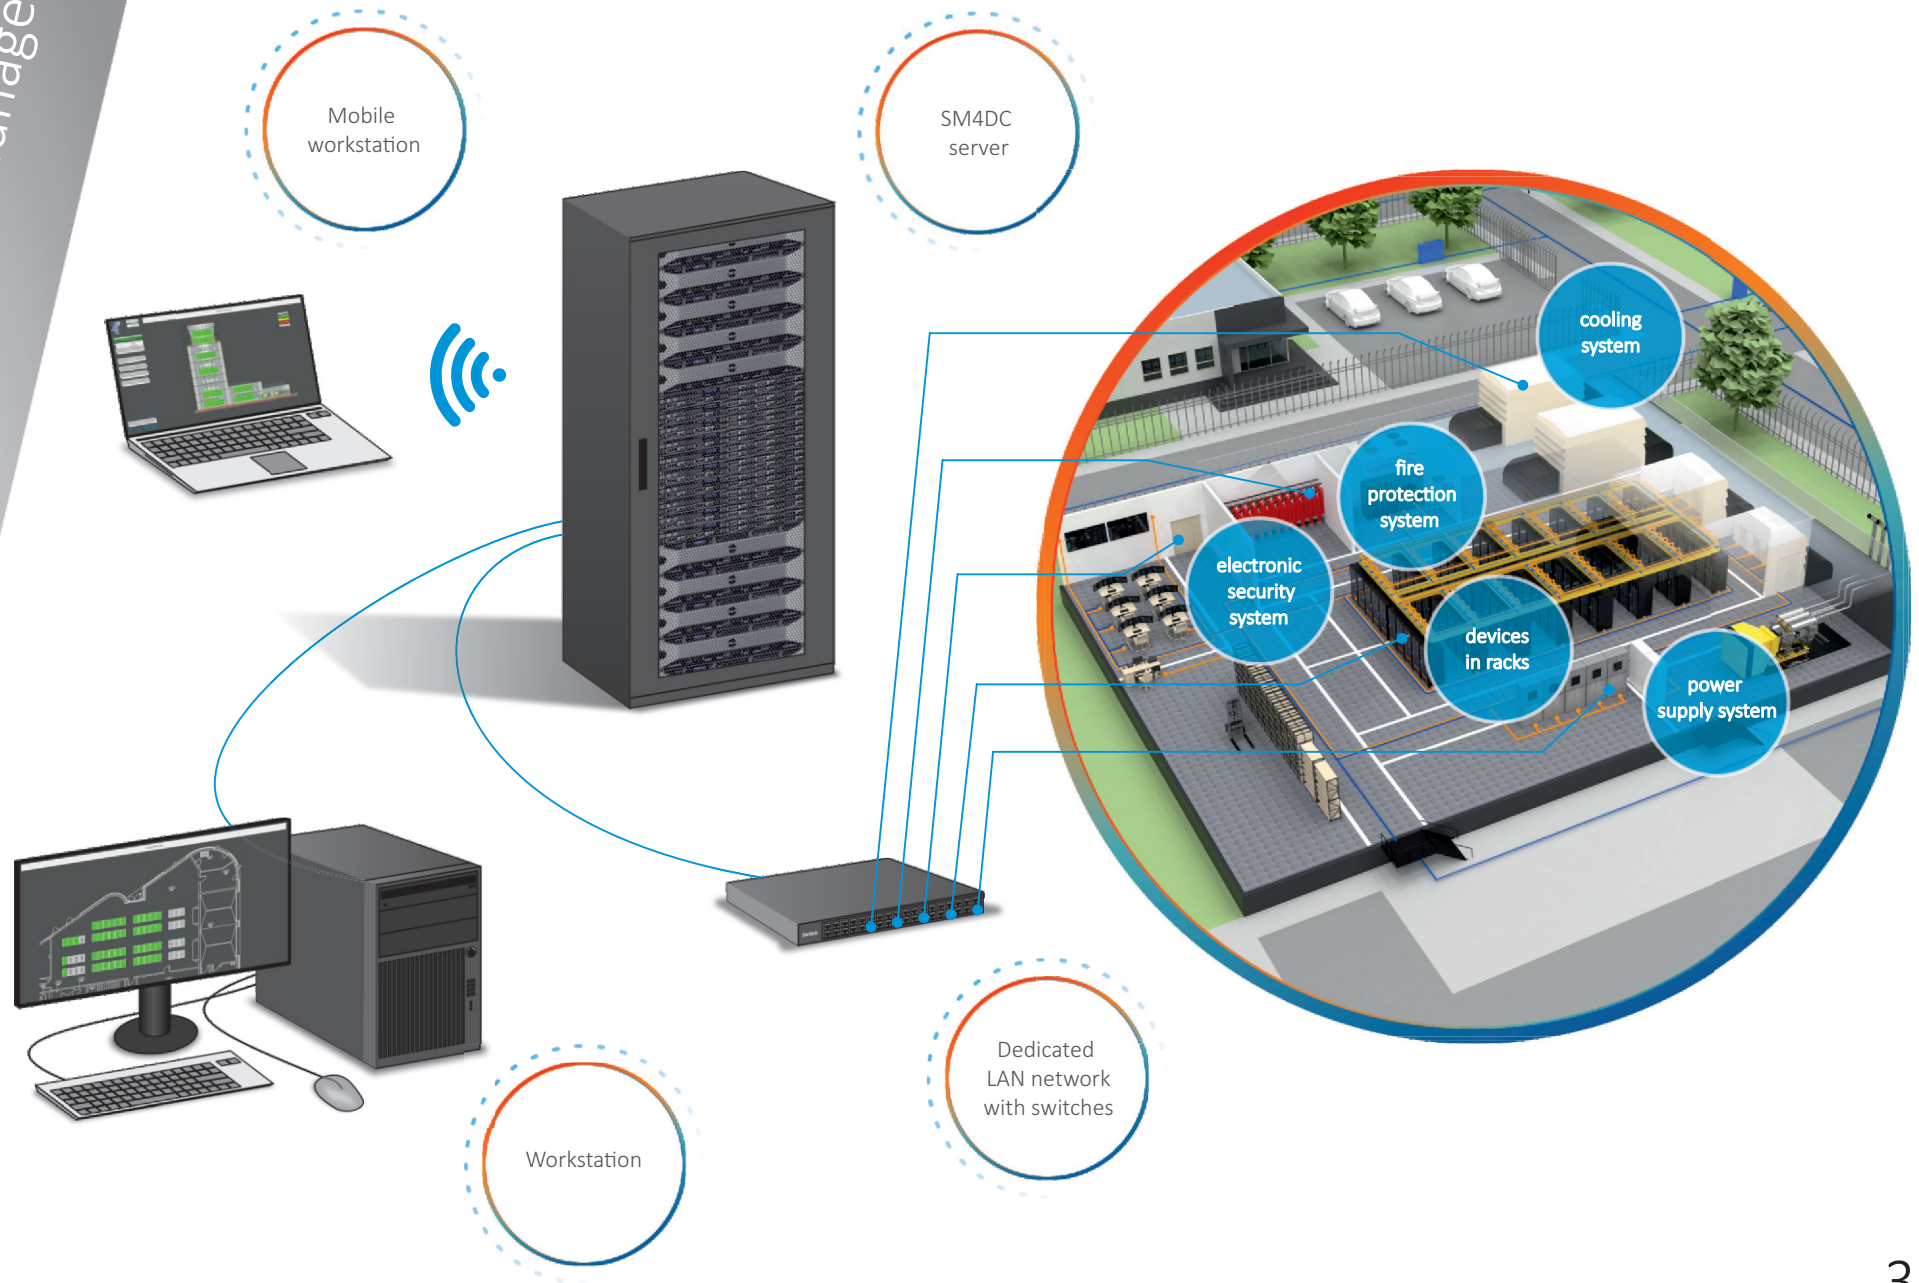 Mobile
workstation
SM4DC
server
cooling
system
fire
protection
system
electronic
security
system
devices
in racks
power
supply system
Switch
Dedicated
LAN network
with switches
Workstation
3